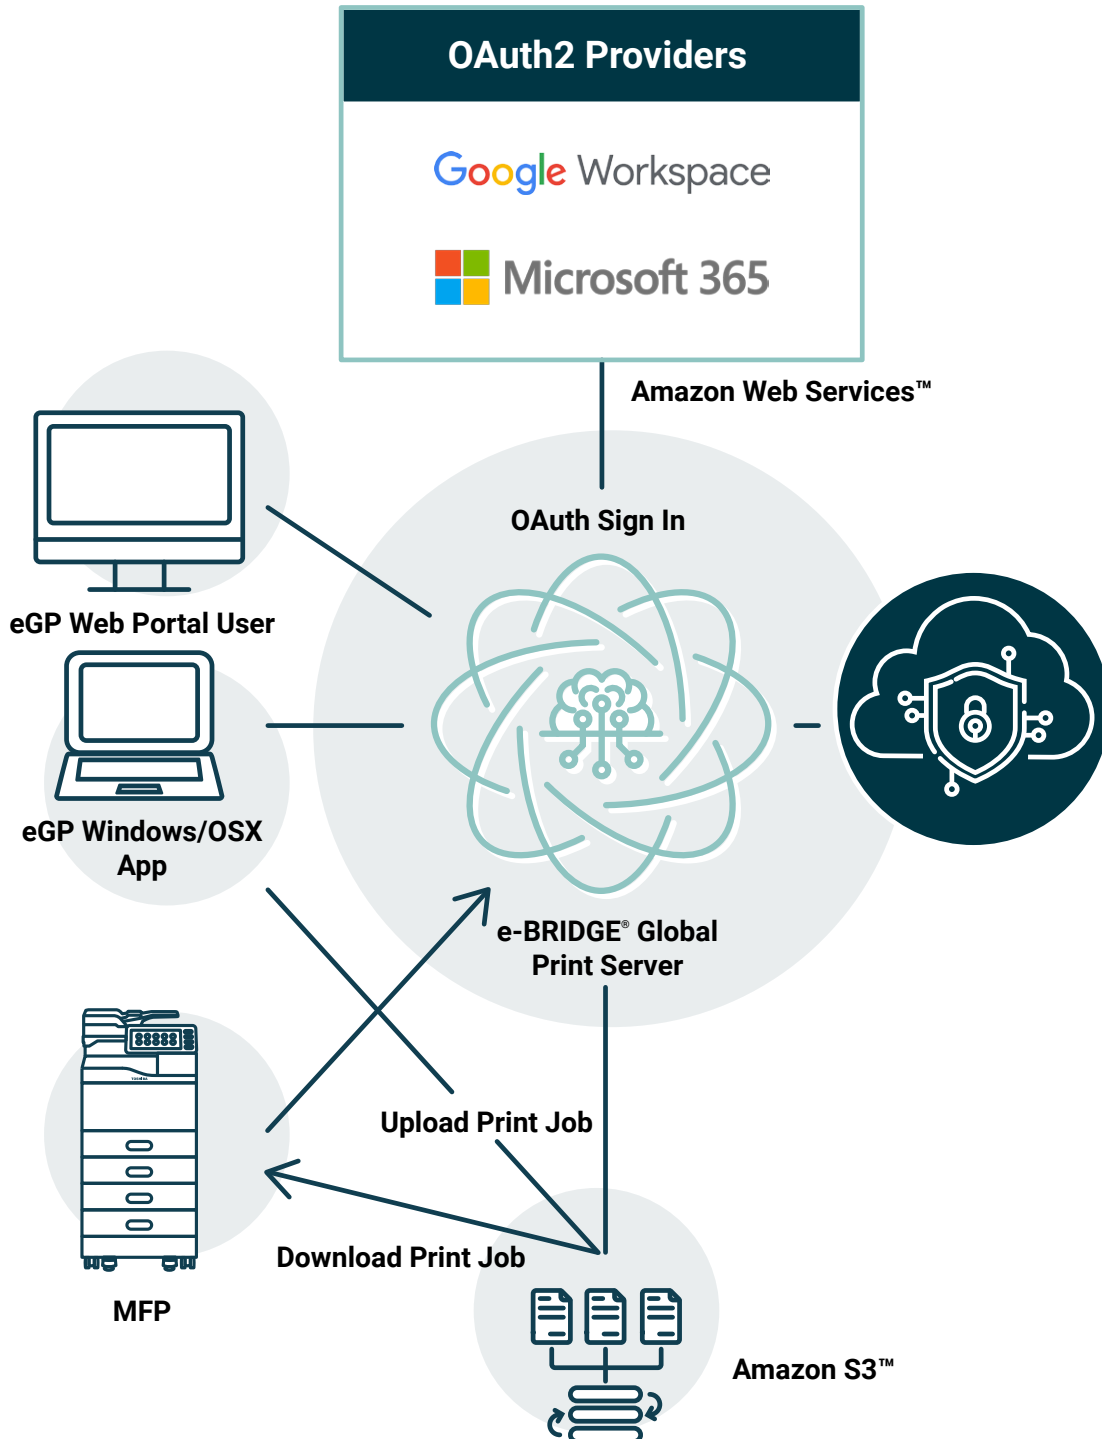 OAuth2 Providers
Google Workspace
Microsoft 365
Amazon Web Services™
OAuth Sign In
eGP Web Portal User
eGP Windows/OSX
App
e-BRIDGE® Global
Print Server
TOSHIBA
Upload Print Job
Download Print Job
MFP
Amazon S3™